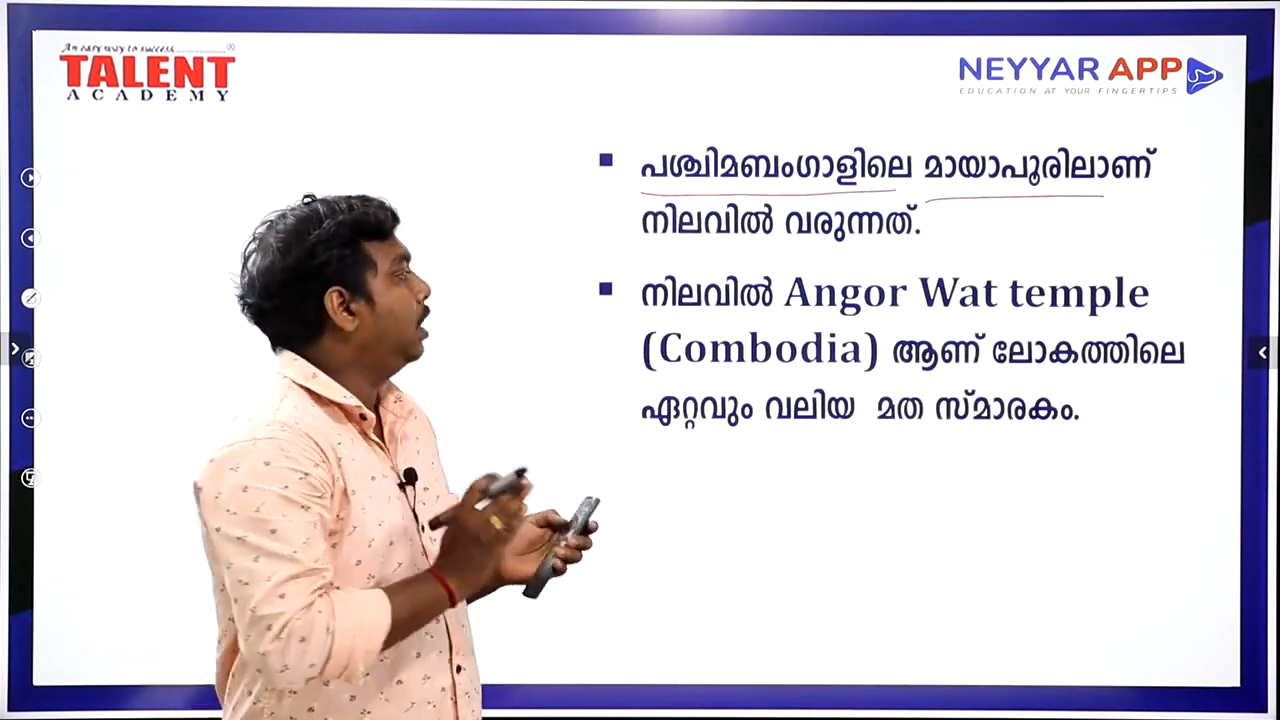 An easy way to success.................®
TALENT
ACADEMY
NEYYAR APP
EDUCATION AT YOUR FINGERTIPS
പശ്ചിമബംഗാളിലെ മായാപൂരിലാണ്
നിലവിൽ വരുന്നത്.
നിലവിൽ Angor Wat temple
(Combodia) ആണ് ലോകത്തിലെ
ഏറ്റവും വലിയ മത സ്മാരകം.